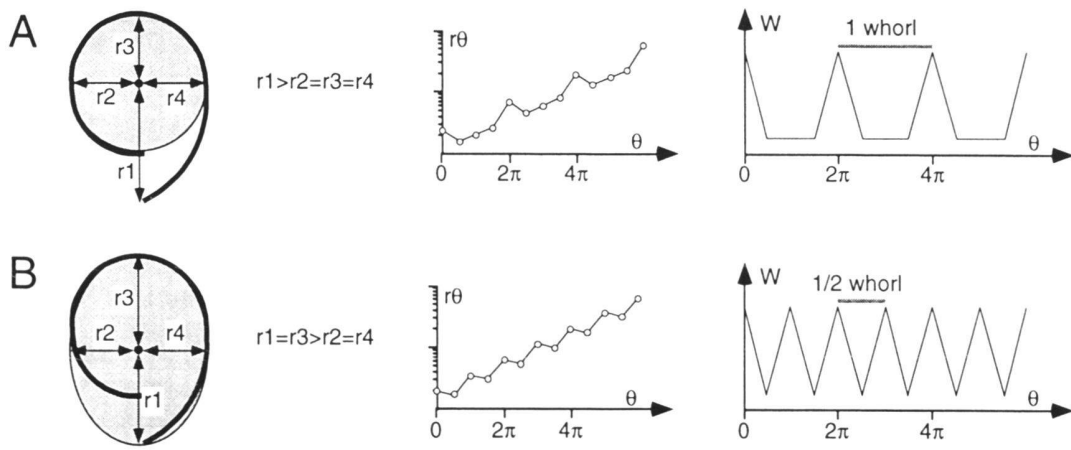 A
r3
r2
r4
r1
r1>r2=r3=r4
rθ
θ
0
2π
4π
W
1 whorl
θ
0
2π
4π
B
r3
r2
r4
r1
r1=r3>r2=r4
rθ
θ
0
2π
4π
W
1/2 whorl
θ
0
2π
4π